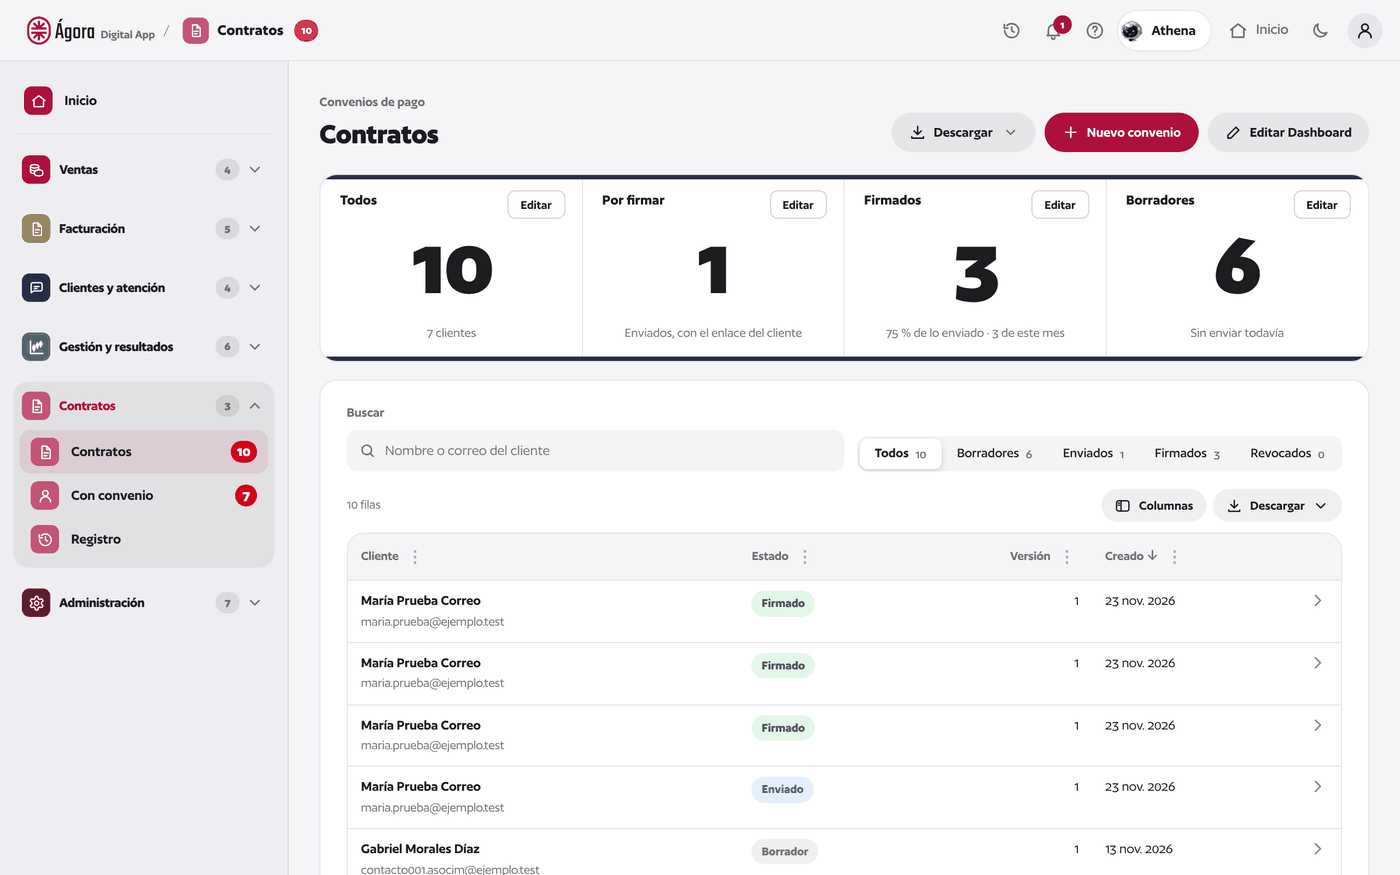 Ágora Digital App / Contratos 10
1
Athena
Inicio
Inicio
Ventas 4
Facturación 5
Clientes y atención 4
Gestión y resultados 6
Contratos 3
Contratos 10
Con convenio 7
Registro
Administración 7
Convenios de pago
Contratos
Descargar
Nuevo convenio
Editar Dashboard
Todos Editar
10
7 clientes
Por firmar Editar
1
Enviados, con el enlace del cliente
Firmados Editar
3
75 % de lo enviado · 3 de este mes
Borradores Editar
6
Sin enviar todavía
Buscar
Nombre o correo del cliente
Todos 10 Borradores 6 Enviados 1 Firmados 3 Revocados 0
10 filas
Columnas
Descargar
Cliente Estado Versión Creado
María Prueba Correo Firmado 1 23 nov. 2026
maria.prueba@ejemplo.test
María Prueba Correo Firmado 1 23 nov. 2026
maria.prueba@ejemplo.test
María Prueba Correo Firmado 1 23 nov. 2026
maria.prueba@ejemplo.test
María Prueba Correo Enviado 1 23 nov. 2026
maria.prueba@ejemplo.test
Gabriel Morales Díaz Borrador 1 13 nov. 2026
contacto001.asocim@ejemplo.test